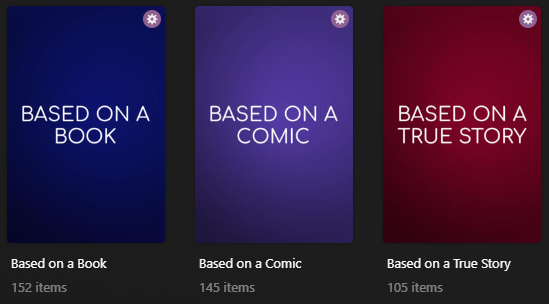 BASED ON A
BOOK
BASED ON A
COMIC
BASED ON A
TRUE STORY
Based on a Book
152 items
Based on a Comic
145 items
Based on a True Story
105 items